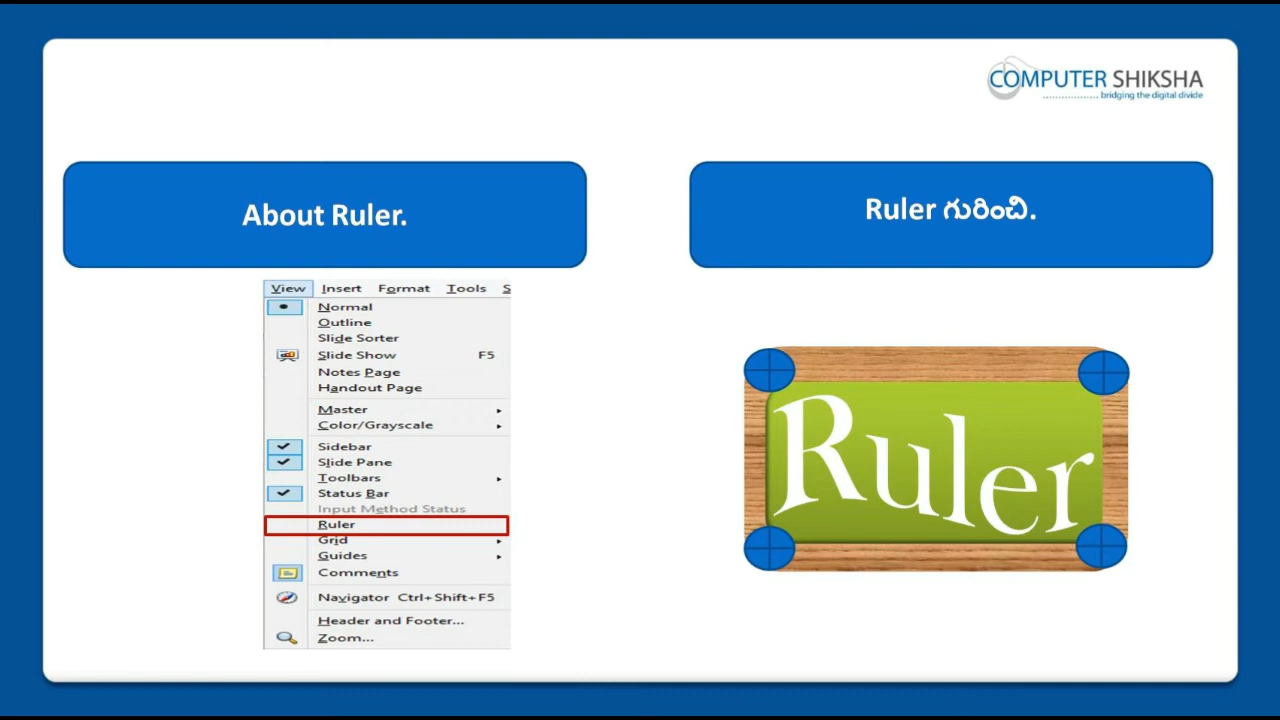 COMPUTER SHIKSHA
bridging the digital divide
About Ruler.
Ruler గురించి.
View Insert Format Tools S
Normal
Outline
Slide Sorter
Slide Show F5
Notes Page
Handout Page
Master
Color/Grayscale
Sidebar
Slide Pane
Toolbars
Status Bar
Input Method Status
Ruler
Grid
Guides
Comments
Navigator Ctrl+Shift+F5
Header and Footer...
Zoom...
Ruler